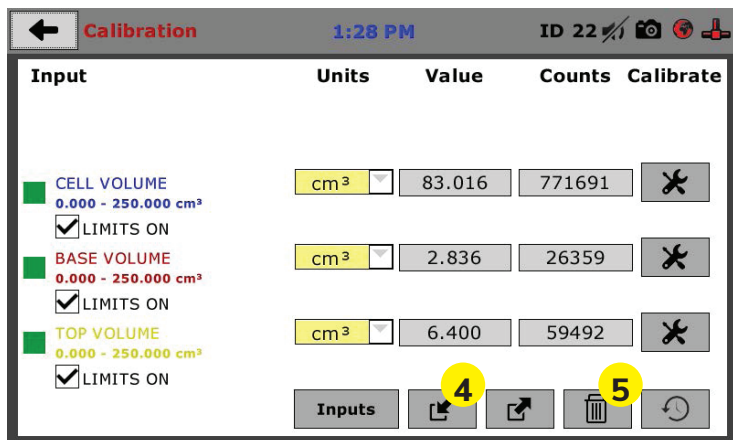 Calibration 1:28 PM ID 22
Input Units Value Counts Calibrate
CELL VOLUME
0.000 - 250.000 cm³
cm³ 83.016 771691
LIMITS ON
BASE VOLUME
0.000 - 250.000 cm³
cm³ 2.836 26359
LIMITS ON
TOP VOLUME
0.000 - 250.000 cm³
cm³ 6.400 59492
LIMITS ON
Inputs 4 5